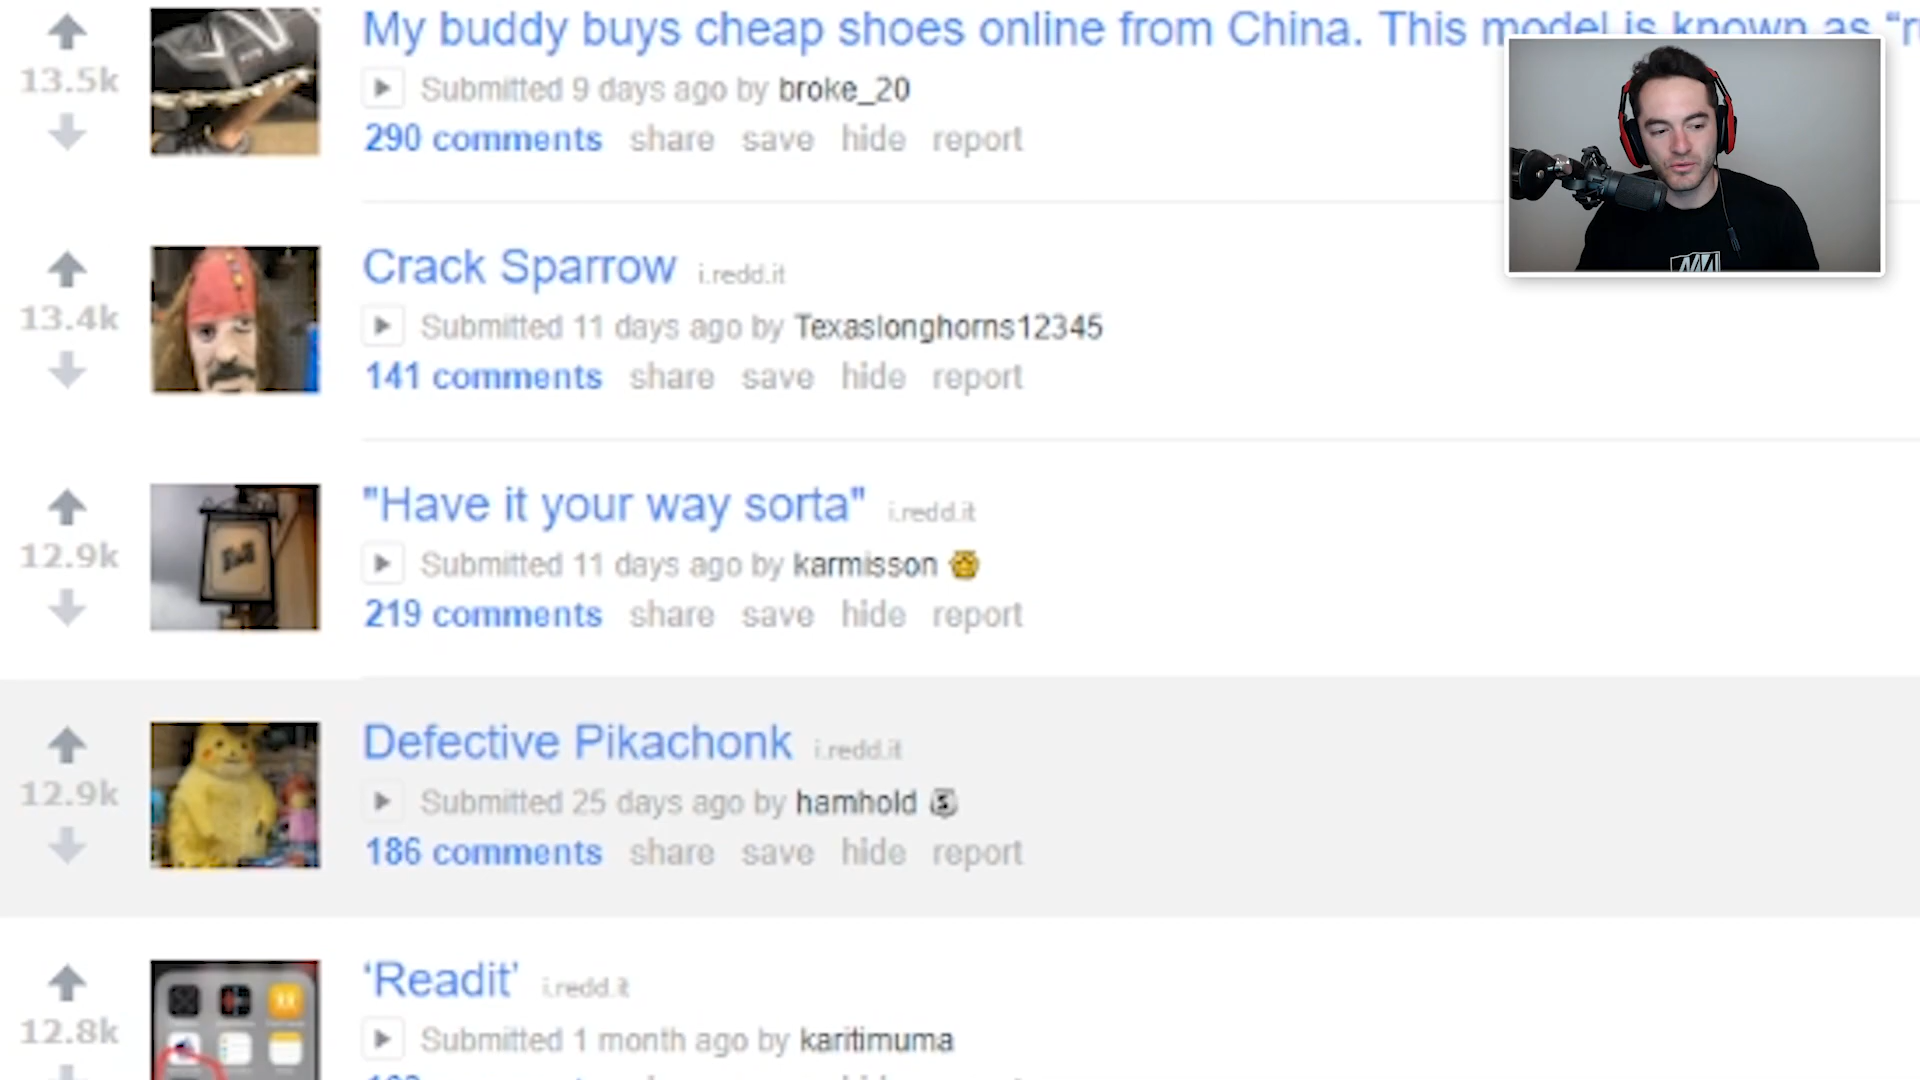 My buddy buys cheap shoes online from China. This model is known as
13.5k
Submitted 9 days ago by broke_20
290 comments share save hide report
Crack Sparrow i.redd.it
13.4k
Submitted 11 days ago by Texaslonghorns12345
141 comments share save hide report
"Have it your way sorta" i.redd.it
12.9k
Submitted 11 days ago by karmisson
219 comments share save hide report
Defective Pikachonk i.redd.it
12.9k
Submitted 25 days ago by hamhold
186 comments share save hide report
‘Readit’ i.redd.it
12.8k
Submitted 1 month ago by karitimuma